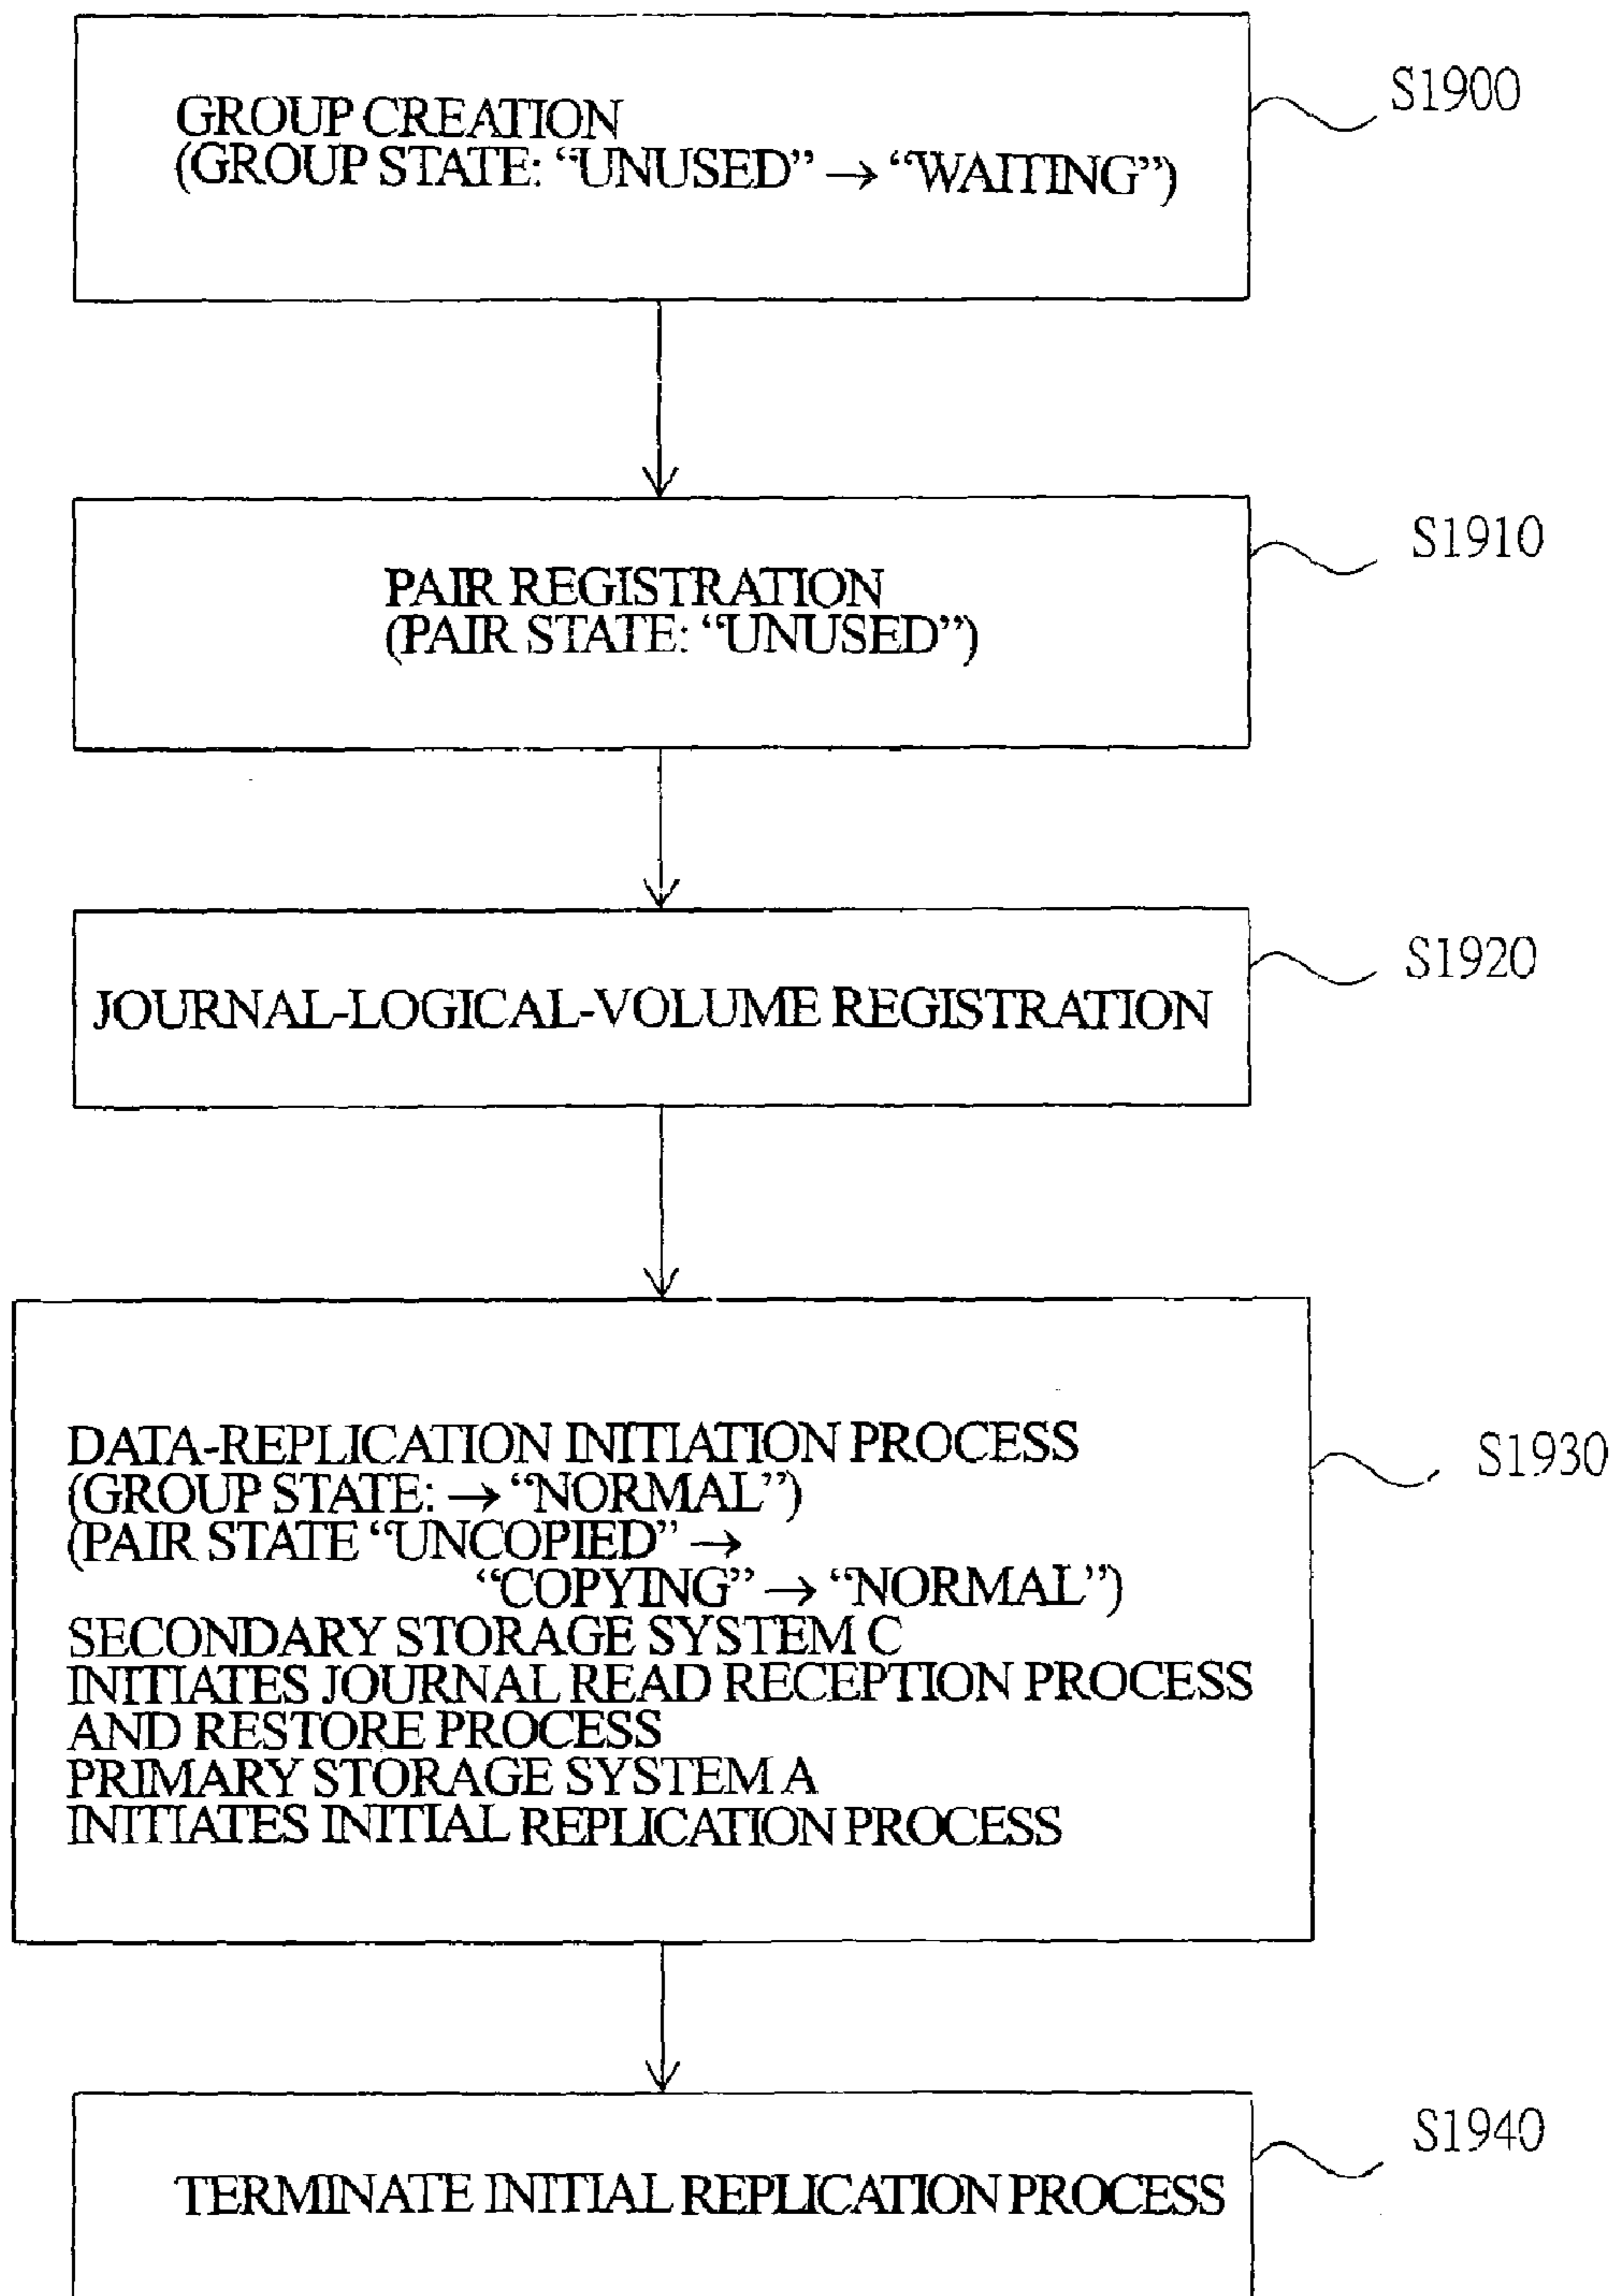 GROUP CREATION
(GROUP STATE: “UNUSED” → “WAITING”)
S1900
PAIR REGISTRATION
(PAIR STATE: “UNUSED”)
S1910
JOURNAL-LOGICAL-VOLUME REGISTRATION
S1920
DATA-REPLICATION INITIATION PROCESS
(GROUP STATE: → “NORMAL”)
(PAIR STATE “UNCOPIED” →
“COPYING” → “NORMAL”)
SECONDARY STORAGE SYSTEM C
INITIATES JOURNAL READ RECEPTION PROCESS
AND RESTORE PROCESS
PRIMARY STORAGE SYSTEM A
INITIATES INITIAL REPLICATION PROCESS
S1930
TERMINATE INITIAL REPLICATION PROCESS
S1940